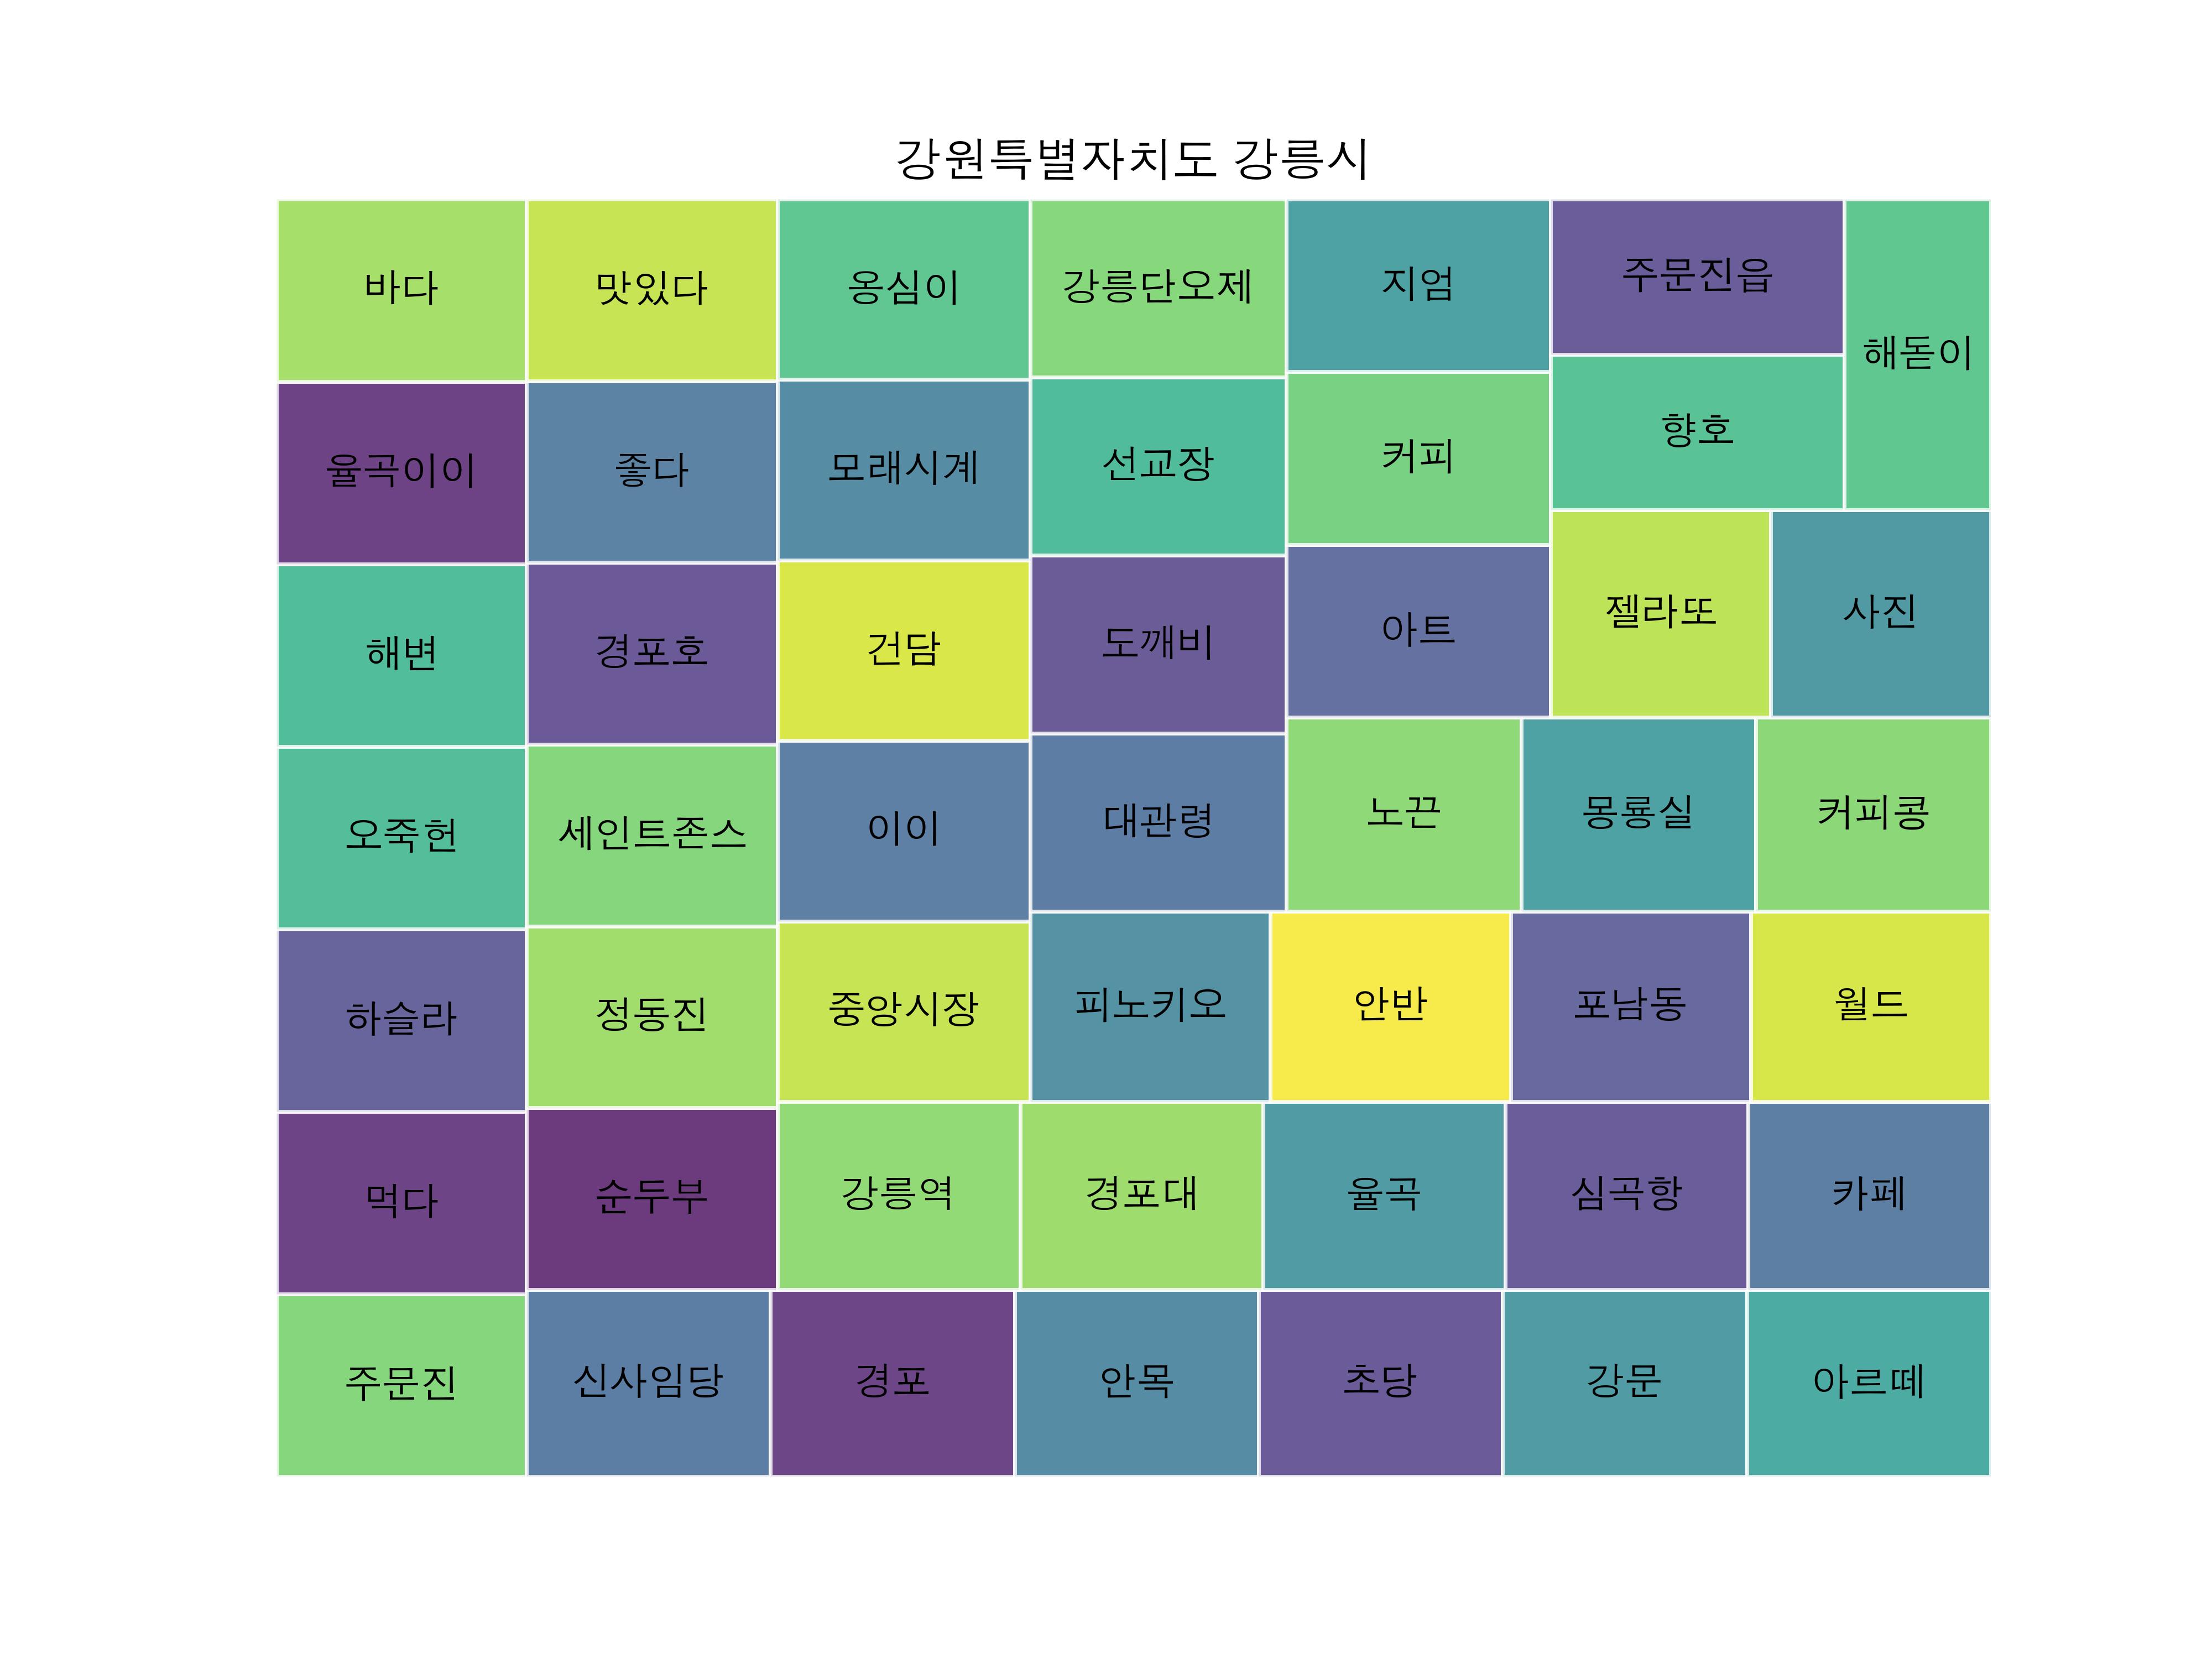 강원특별자치도 강릉시
바다
맛있다
옹심이
강릉단오제
지엄
주문진읍
해돋이
향호
율곡이이
좋다
모래시계
선교장
커피
해변
경포호
건담
도깨비
아트
젤라또
사진
오죽헌
세인트존스
이이
대관령
노끈
몽룡실
커피콩
하슬라
정동진
중앙시장
피노키오
안반
포남동
월드
먹다
순두부
강릉역
경포대
율곡
심곡항
카페
주문진
신사임당
경포
안목
초당
강문
아르떼